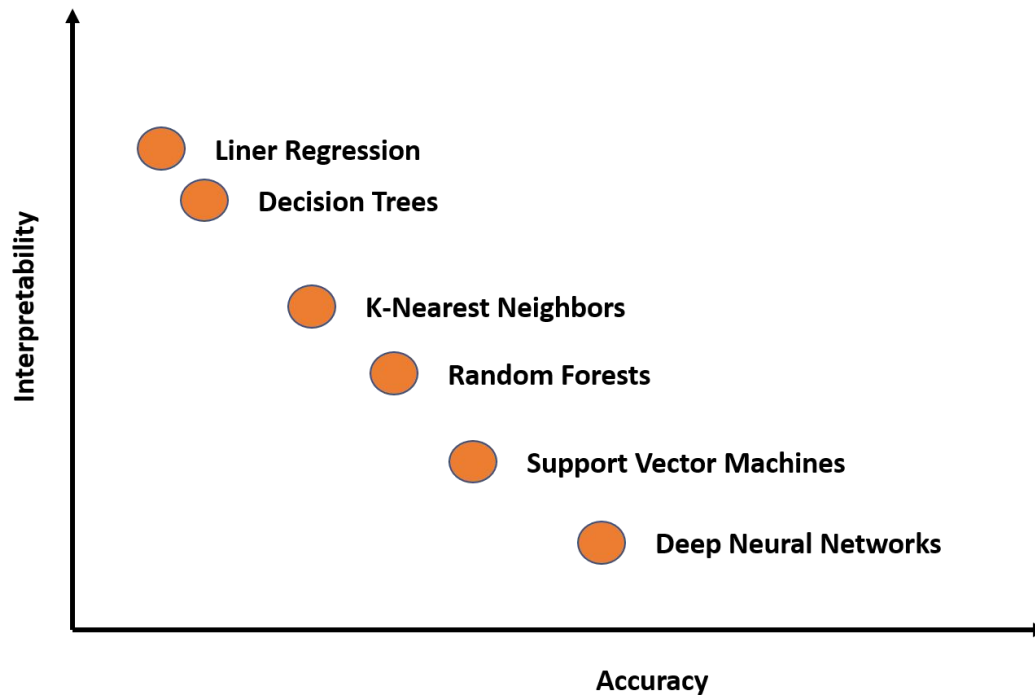 Liner Regression
Decision Trees
Interpretability
K-Nearest Neighbors
Random Forests
Support Vector Machines
Deep Neural Networks
Accuracy